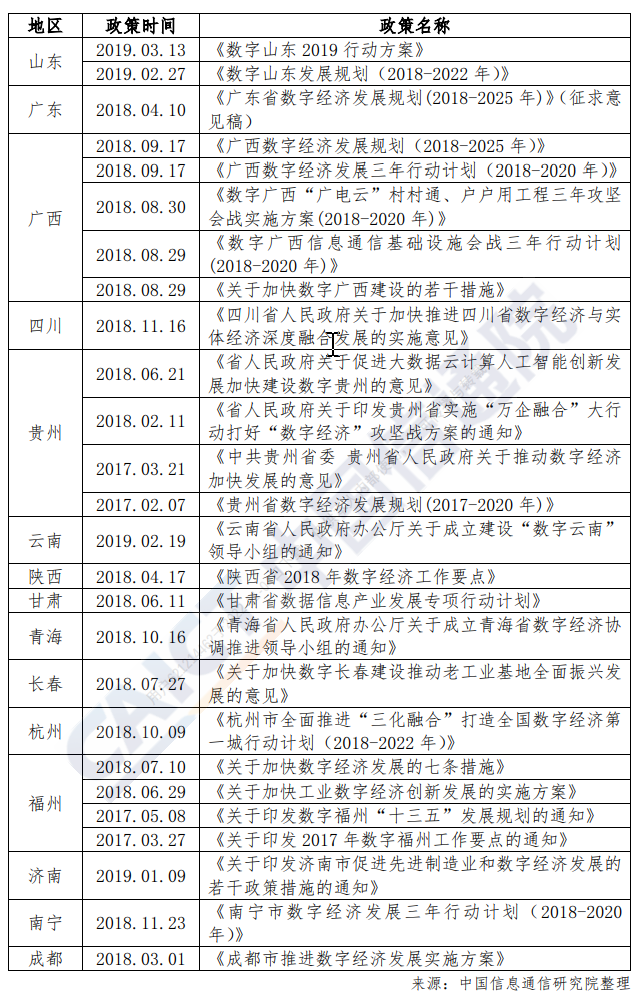 地区 政策时间 政策名称
山东 2019.03.13 《数字山东 2019 行动方案》
2019.02.27 《数字山东发展规划（2018-2022 年）》
广东 2018.04.10 《广东省数字经济发展规划(2018-2025 年)》（征求意
见稿）
广西 2018.09.17 《广西数字经济发展规划（2018-2025 年）》
2018.09.17 《广西数字经济发展三年行动计划（2018-2020 年）》
2018.08.30 《数字广西“广电云”村村通、户户用工程三年攻坚
会战实施方案(2018-2020 年)》
2018.08.29 《数字广西信息通信基础设施会战三年行动计划
(2018-2020 年)》
2018.08.29 《关于加快数字广西建设的若干措施》
四川 2018.11.16 《四川省人民政府关于加快推进四川省数字经济与实
体经济深度融合发展的实施意见》
贵州 2018.06.21 《省人民政府关于促进大数据云计算人工智能创新发
展加快建设数字贵州的意见》
2018.02.11 《省人民政府关于印发贵州省实施“万企融合”大行
动打好“数字经济”攻坚战方案的通知》
2017.03.21 《中共贵州省委 贵州省人民政府关于推动数字经济
加快发展的意见》
2017.02.07 《贵州省数字经济发展规划(2017-2020 年)》
云南 2019.02.19 《云南省人民政府办公厅关于成立建设“数字云南”
领导小组的通知》
陕西 2018.04.17 《陕西省 2018 年数字经济工作要点》
甘肃 2018.06.11 《甘肃省数据信息产业发展专项行动计划》
青海 2018.10.16 《青海省人民政府办公厅关于成立青海省数字经济协
调推进领导小组的通知》
长春 2018.07.27 《关于加快数字长春建设推动老工业基地全面振兴发
展的意见》
杭州 2018.10.09 《杭州市全面推进“三化融合”打造全国数字经济第
一城行动计划（2018-2022 年）》
福州 2018.07.10 《关于加快数字经济发展的七条措施》
2018.06.29 《关于加快工业数字经济创新发展的实施方案》
2017.05.08 《关于印发数字福州“十三五”发展规划的通知》
2017.03.27 《关于印发 2017 年数字福州工作要点的通知》
济南 2019.01.09 《关于印发济南市促进先进制造业和数字经济发展的
若干政策措施的通知》
南宁 2018.11.23 《南宁市数字经济发展三年行动计划（2018-2020
年）》
成都 2018.03.01 《成都市推进数字经济发展实施方案》
来源：中国信息通信研究院整理
CAICT 中国信通院